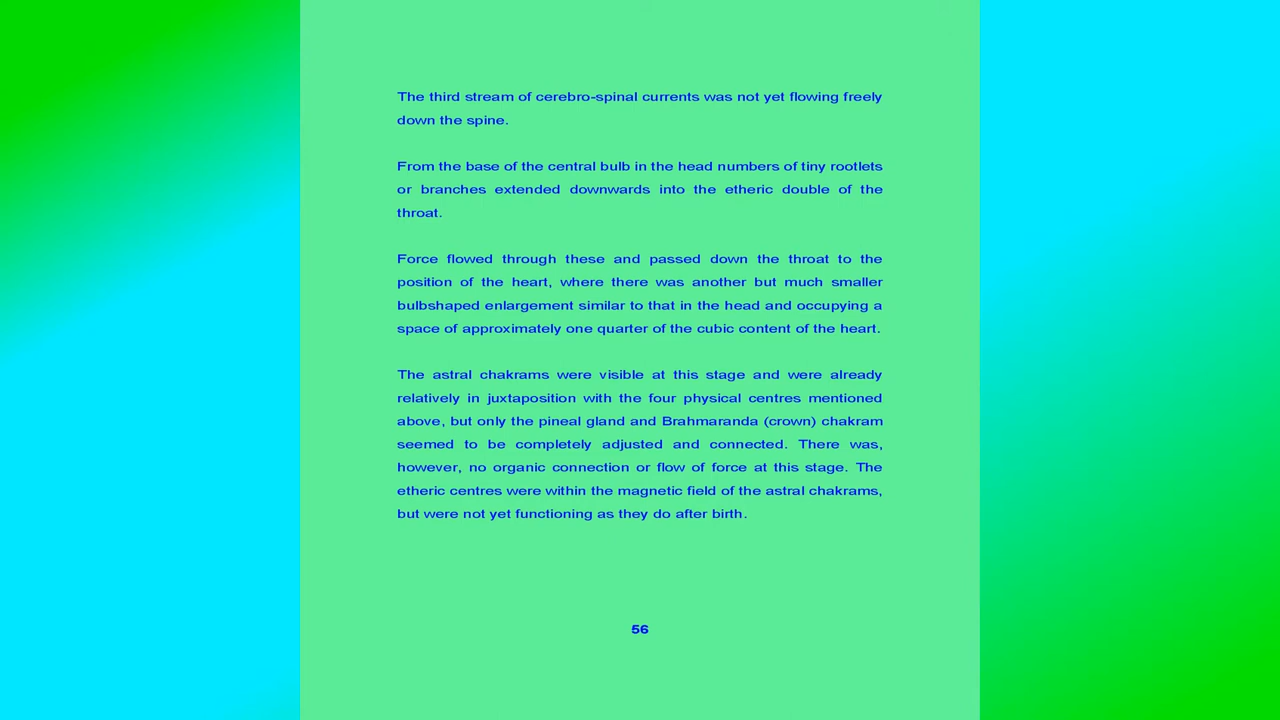 The third stream of cerebro-spinal currents was not yet flowing freely
down the spine.
From the base of the central bulb in the head numbers of tiny rootlets
or branches extended downwards into the etheric double of the
throat.
Force flowed through these and passed down the throat to the
position of the heart, where there was another but much smaller
bulbshaped enlargement similar to that in the head and occupying a
space of approximately one quarter of the cubic content of the heart.
The astral chakrams were visible at this stage and were already
relatively in juxtaposition with the four physical centres mentioned
above, but only the pineal gland and Brahmaranda (crown) chakram
seemed to be completely adjusted and connected. There was,
however, no organic connection or flow of force at this stage. The
etheric centres were within the magnetic field of the astral chakrams,
but were not yet functioning as they do after birth.
56